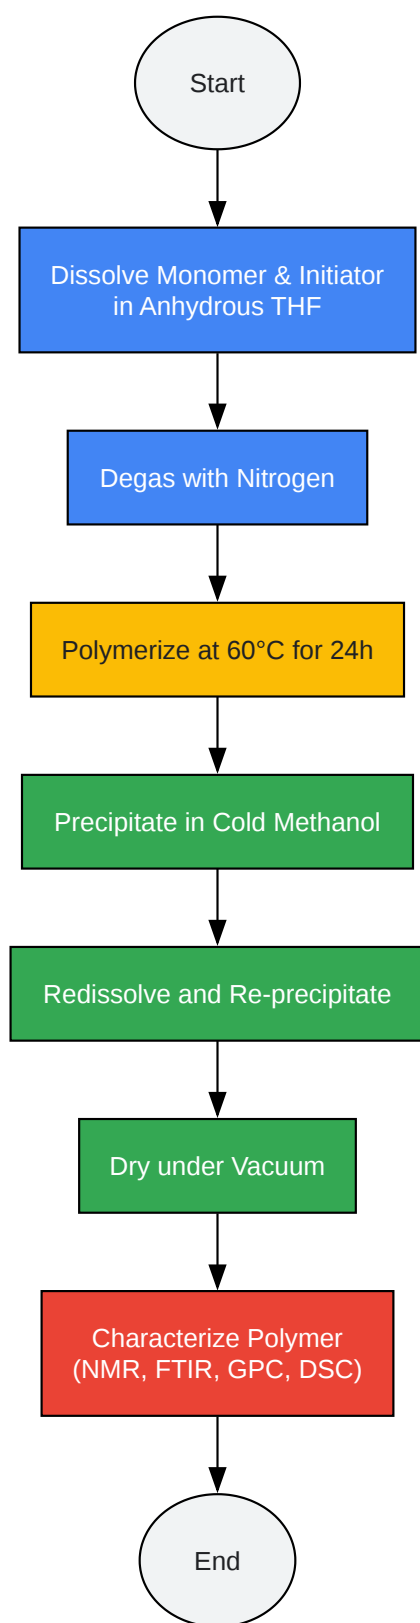 Start
Dissolve Monomer & Initiator
in Anhydrous THF
Degas with Nitrogen
Polymerize at 60°C for 24h
Precipitate in Cold Methanol
Redissolve and Re-precipitate
Dry under Vacuum
Characterize Polymer
(NMR, FTIR, GPC, DSC)
End